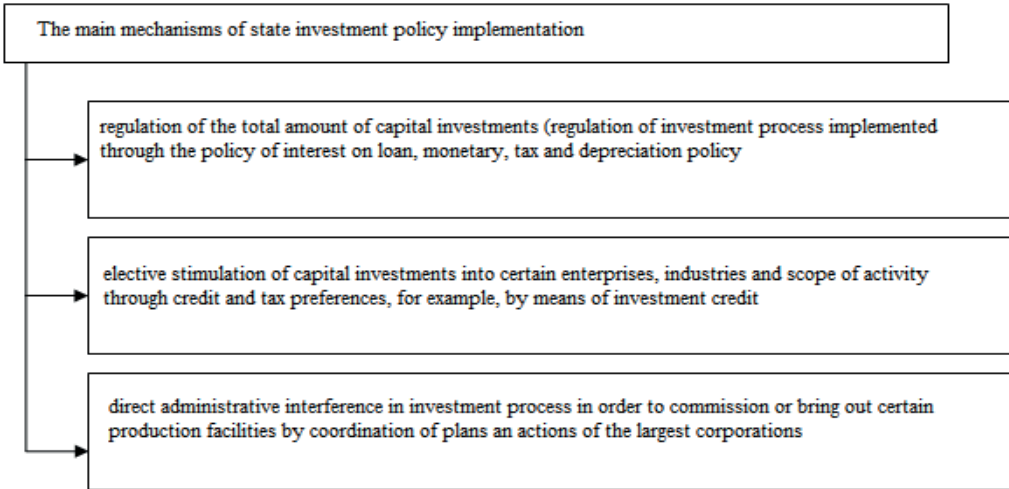 The main mechanisms of state investment policy implementation
regulation of the total amount of capital investments (regulation of investment process implemented
through the policy of interest on loan, monetary, tax and depreciation policy
elective stimulation of capital investments into certain enterprises, industries and scope of activity
through credit and tax preferences, for example, by means of investment credit
direct administrative interference in investment process in order to commission or bring out certain
production facilities by coordination of plans an actions of the largest corporations